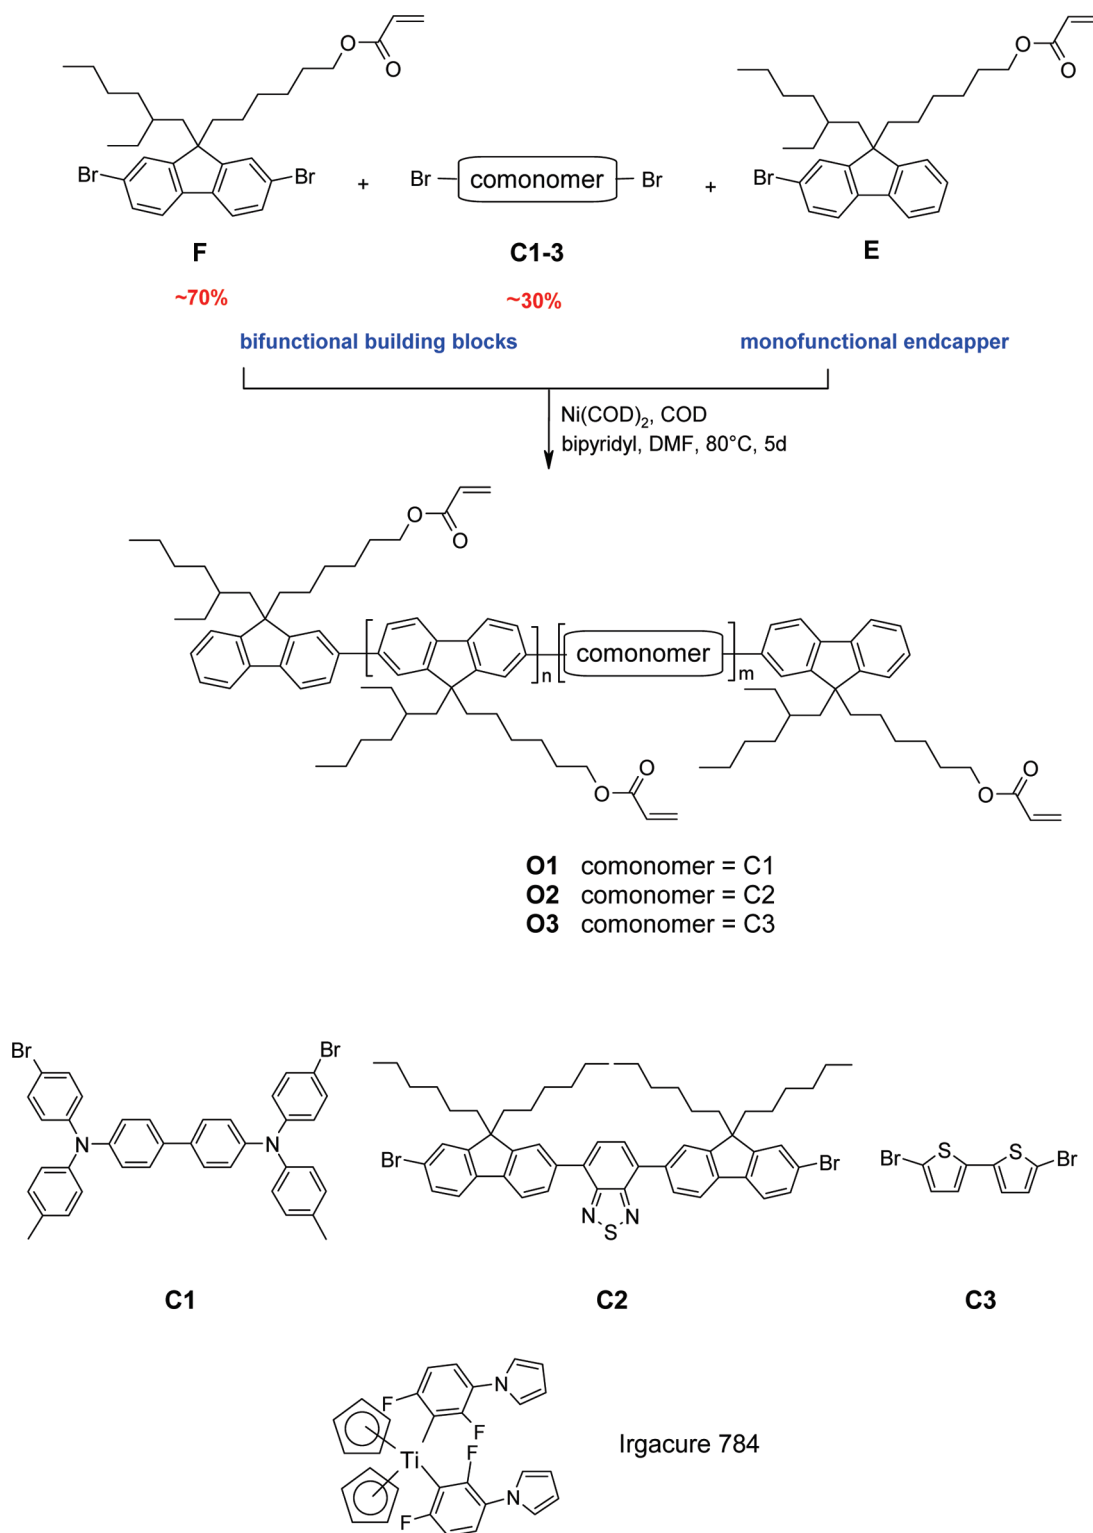 O
O
O
O
Br
Br
+
Br
comonomer
Br
+
Br
F
C1-3
E
~70%
~30%
bifunctional building blocks
monofunctional endcapper
Ni(COD)₂, COD
bipyridyl, DMF, 80°C, 5d
O
O
n
comonomer
m
O
O
O
O
O1 comonomer = C1
O2 comonomer = C2
O3 comonomer = C3
Br
Br
N
N
Br
Br
N
N
S
Br
S
S
Br
C1
C2
C3
F
N
F
F
Ti
N
F
Irgacure 784